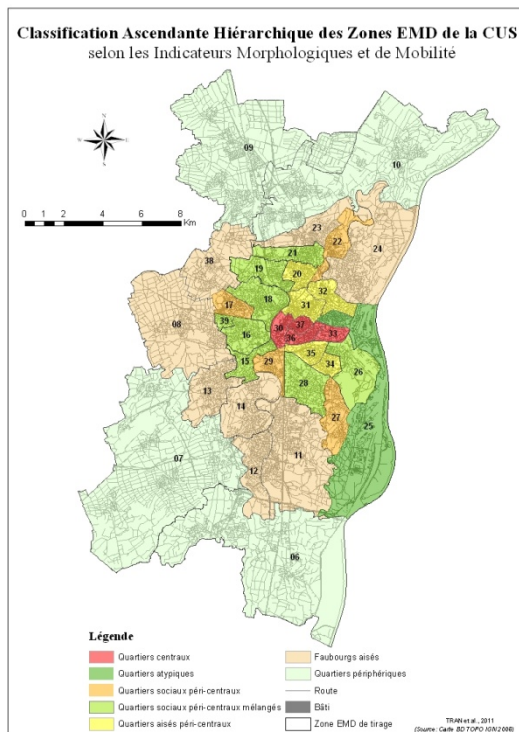 Classification Ascendante Hiérarchique des Zones EMD de la CUS
selon les Indicateurs Morphologiques et de Mobilité
N
W E
S
0 2 4 6 8
Km
09
10
23
22
24
21
38
19
20
32
18
31
17
08
37
30
33
39
36
16
35
15
29
34
26
13
28
14
27
25
07
11
12
06
Légende
Quartiers centraux
Quartiers atypiques
Quartiers sociaux péri-centraux
Quartiers sociaux péri-centraux mélangés
Quartiers aisés péri-centraux
Faubourgs aisés
Quartiers périphériques
Route
Bâti
Zone EMD de tirage
TRAN et al., 2011
(Source: Carte BD TOPO IGN 2006)